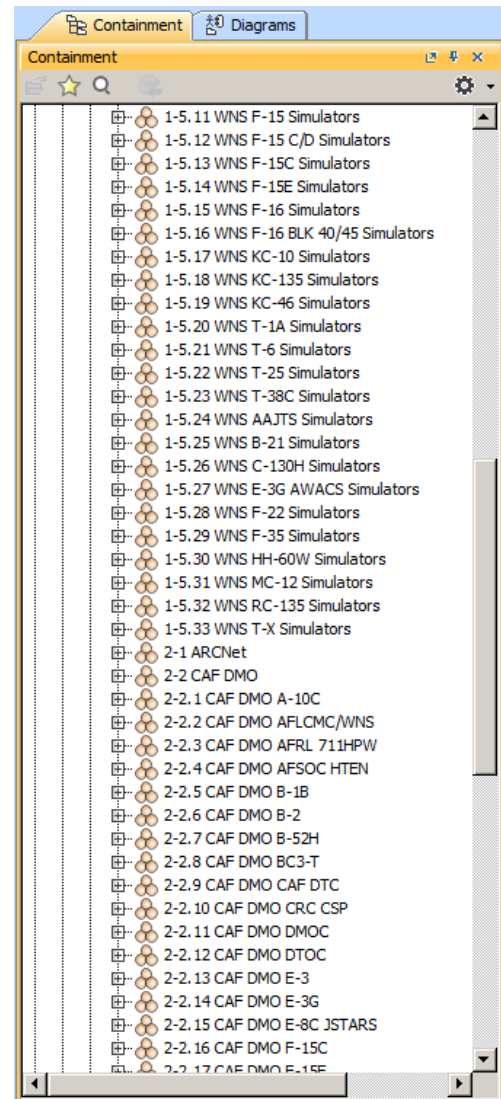 Containment Diagrams
Containment
1-5.11 WNS F-15 Simulators
1-5.12 WNS F-15 C/D Simulators
1-5.13 WNS F-15C Simulators
1-5.14 WNS F-15E Simulators
1-5.15 WNS F-16 Simulators
1-5.16 WNS F-16 BLK 40/45 Simulators
1-5.17 WNS KC-10 Simulators
1-5.18 WNS KC-135 Simulators
1-5.19 WNS KC-46 Simulators
1-5.20 WNS T-1A Simulators
1-5.21 WNS T-6 Simulators
1-5.22 WNS T-25 Simulators
1-5.23 WNS T-38C Simulators
1-5.24 WNS AAJTS Simulators
1-5.25 WNS B-21 Simulators
1-5.26 WNS C-130H Simulators
1-5.27 WNS E-3G AWACS Simulators
1-5.28 WNS F-22 Simulators
1-5.29 WNS F-35 Simulators
1-5.30 WNS HH-60W Simulators
1-5.31 WNS MC-12 Simulators
1-5.32 WNS RC-135 Simulators
1-5.33 WNS T-X Simulators
2-1 ARCNet
2-2 CAF DMO
2-2.1 CAF DMO A-10C
2-2.2 CAF DMO AFLCMC/WNS
2-2.3 CAF DMO AFRL 711HPW
2-2.4 CAF DMO AFSOC HTEN
2-2.5 CAF DMO B-1B
2-2.6 CAF DMO B-2
2-2.7 CAF DMO B-52H
2-2.8 CAF DMO BC3-T
2-2.9 CAF DMO CAF DTC
2-2.10 CAF DMO CRC CSP
2-2.11 CAF DMO DMOC
2-2.12 CAF DMO DTOC
2-2.13 CAF DMO E-3
2-2.14 CAF DMO E-3G
2-2.15 CAF DMO E-8C JSTARS
2-2.16 CAF DMO F-15C
2-2.17 CAF DMO F-15E